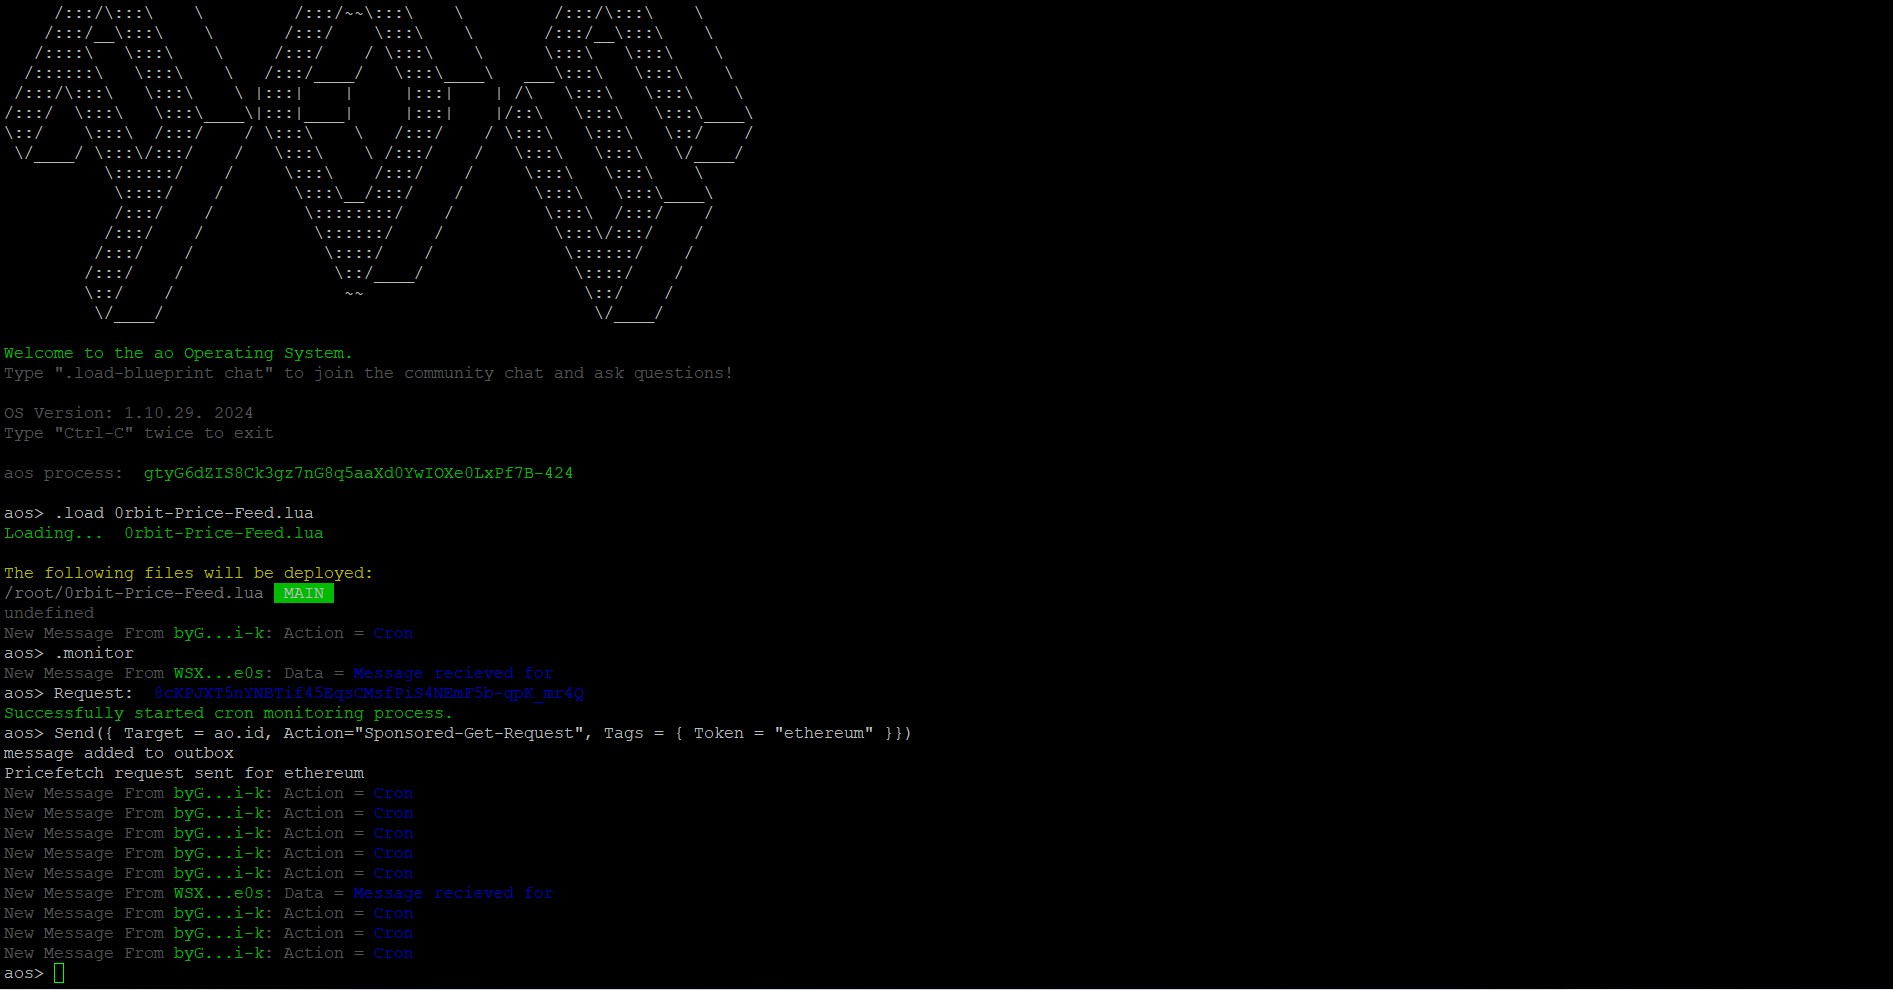 Welcome to the ao Operating System.
Type ".load-blueprint chat" to join the community chat and ask questions!
OS Version: 1.10.29. 2024
Type "Ctrl-C" twice to exit
aos process:  gtyG6dZIS8Ck3gz7nG8q5aaXd0YwIOXe0LxPf7B-424
aos> .load 0rbit-Price-Feed.lua
Loading...  0rbit-Price-Feed.lua
The following files will be deployed:
/root/0rbit-Price-Feed.lua  MAIN
undefined
New Message From byG...i-k: Action = Cron
aos> .monitor
New Message From WSX...e0s: Data = Message recieved for
aos> Request:  8cKPJXT5nYNBTif45EqsCMsfPiS4NEmF5b-qpK_mr4Q
Successfully started cron monitoring process.
aos> Send({ Target = ao.id, Action="Sponsored-Get-Request", Tags = { Token = "ethereum" }})
message added to outbox
Pricefetch request sent for ethereum
New Message From byG...i-k: Action = Cron
New Message From byG...i-k: Action = Cron
New Message From byG...i-k: Action = Cron
New Message From byG...i-k: Action = Cron
New Message From byG...i-k: Action = Cron
New Message From WSX...e0s: Data = Message recieved for
New Message From byG...i-k: Action = Cron
New Message From byG...i-k: Action = Cron
New Message From byG...i-k: Action = Cron
aos>